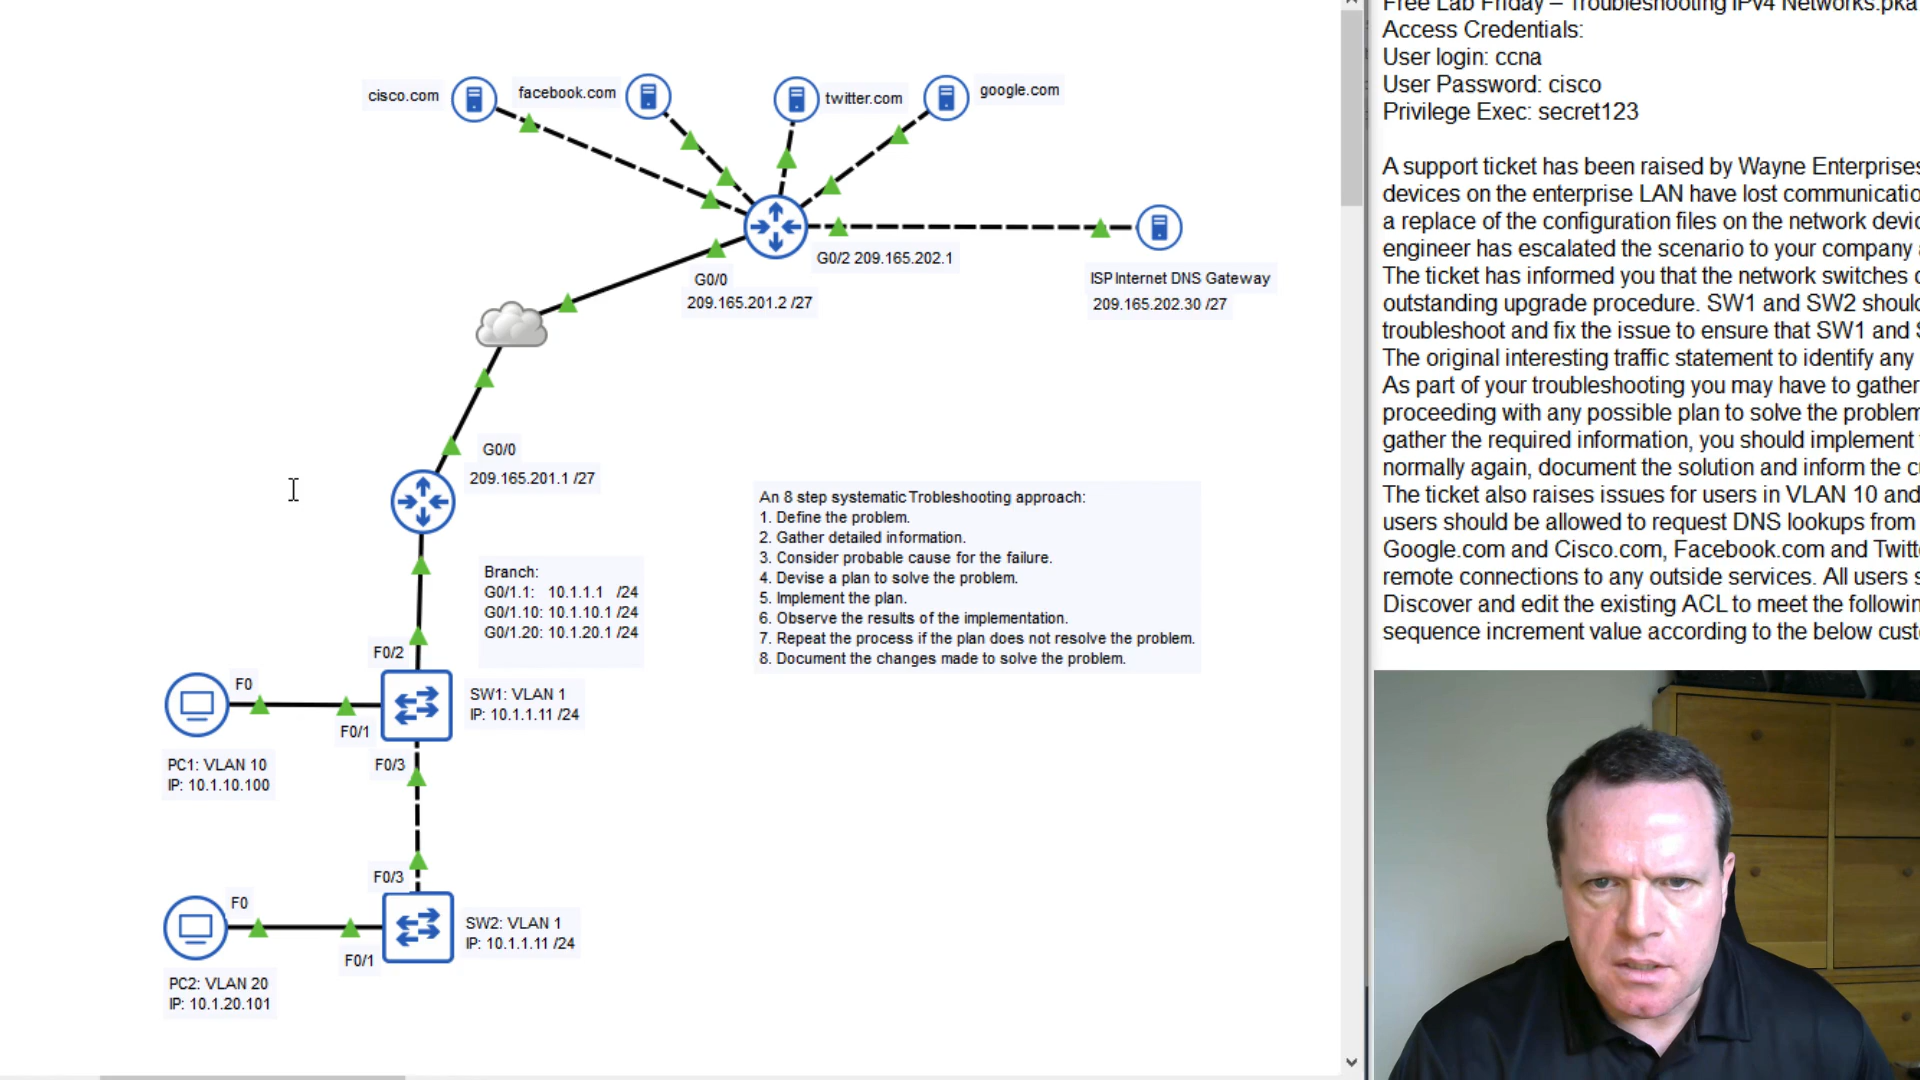 cisco.com
facebook.com
twitter.com
google.com
G0/2 209.165.202.1
G0/0
209.165.201.2 /27
ISP Internet DNS Gateway
209.165.202.30 /27
G0/0
209.165.201.1 /27
An 8 step systematic Trobleshooting approach:
1. Define the problem.
2. Gather detailed information.
3. Consider probable cause for the failure.
4. Devise a plan to solve the problem.
5. Implement the plan.
6. Observe the results of the implementation.
7. Repeat the process if the plan does not resolve the problem.
8. Document the changes made to solve the problem.
Branch:
G0/1.1: 10.1.1.1 /24
G0/1.10: 10.1.10.1 /24
G0/1.20: 10.1.20.1 /24
F0/2
F0
F0/1
SW1: VLAN 1
IP: 10.1.1.11 /24
PC1: VLAN 10
IP: 10.1.10.100
F0/3
F0/3
F0
F0/1
SW2: VLAN 1
IP: 10.1.1.11 /24
PC2: VLAN 20
IP: 10.1.20.101
Free Lab Friday – Troubleshooting IPv4 Networks.pka
Access Credentials:
User login: ccna
User Password: cisco
Privilege Exec: secret123
A support ticket has been raised by Wayne Enterprises
devices on the enterprise LAN have lost communicatio
a replace of the configuration files on the network devic
engineer has escalated the scenario to your company
The ticket has informed you that the network switches
outstanding upgrade procedure. SW1 and SW2 should
troubleshoot and fix the issue to ensure that SW1 and
The original interesting traffic statement to identify any
As part of your troubleshooting you may have to gather
proceeding with any possible plan to solve the problem
gather the required information, you should implement
normally again, document the solution and inform the
The ticket also raises issues for users in VLAN 10 and
users should be allowed to request DNS lookups from
Google.com and Cisco.com, Facebook.com and Twitte
remote connections to any outside services. All users s
Discover and edit the existing ACL to meet the followin
sequence increment value according to the below custo